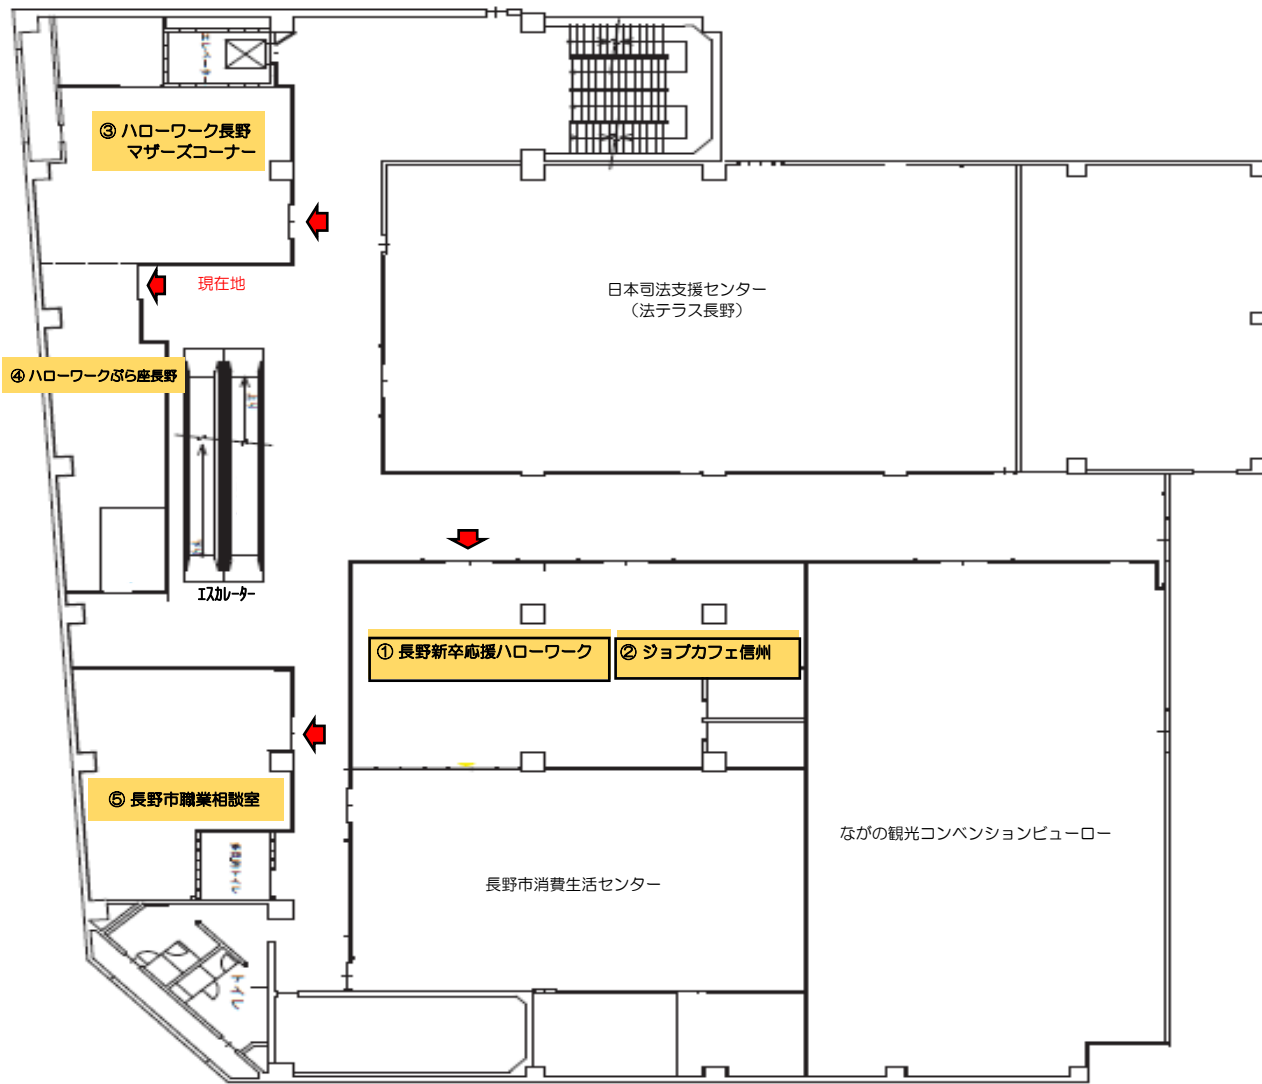 エレベーター
③ ハローワーク長野
マザーズコーナー
現在地
日本司法支援センター
（法テラス長野）
④ ハローワークぷら座長野
エスカレーター
① 長野新卒応援ハローワーク
② ジョブカフェ信州
⑤ 長野市職業相談室
ながの観光コンベンションビューロー
長野市消費生活センター
トイレ